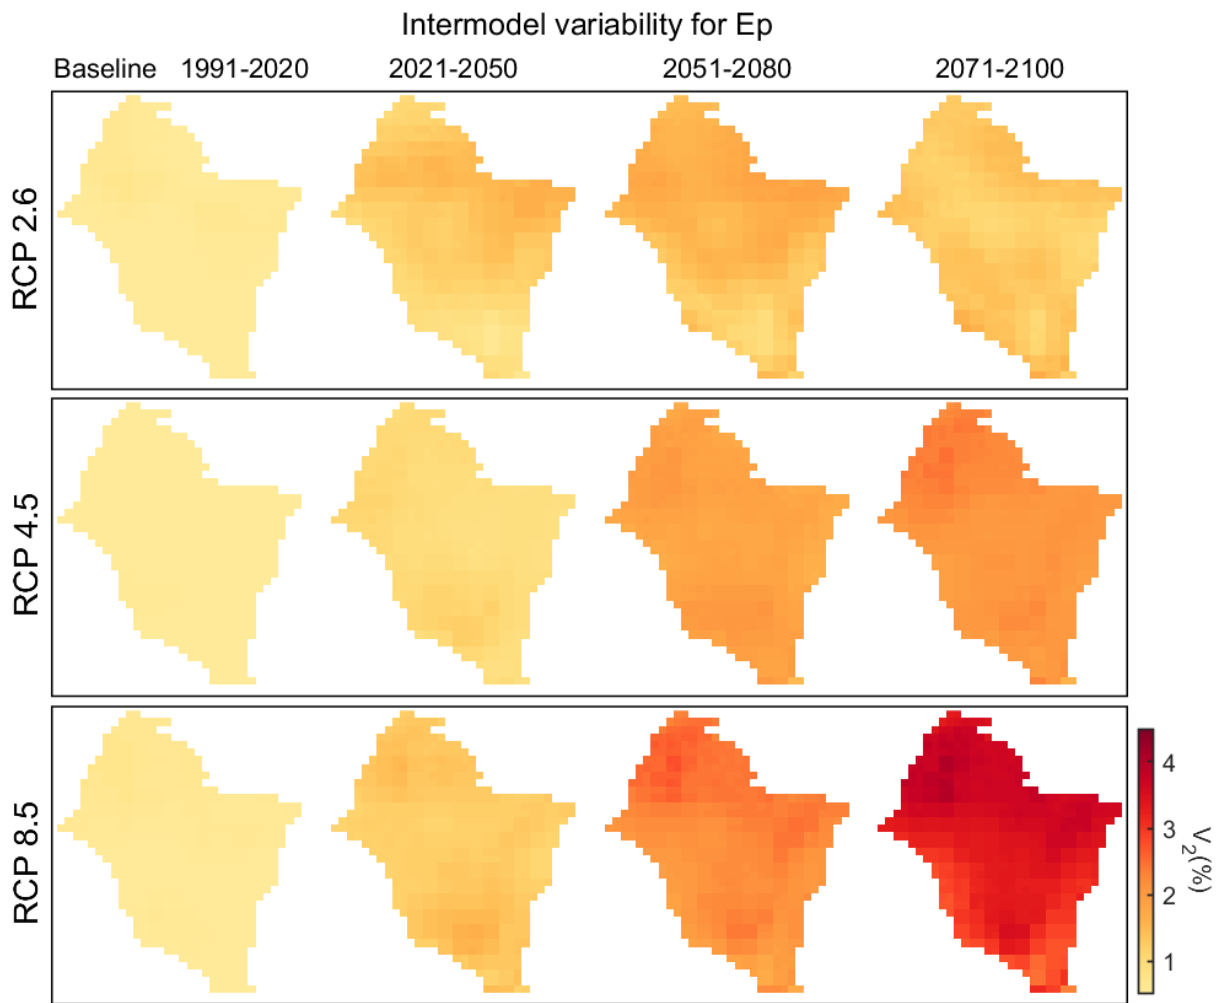 Intermodel variability for Ep
Baseline 1991-2020 2021-2050 2051-2080 2071-2100
RCP 2.6
RCP 4.5
RCP 8.5
4
3
2
1
V₂(%)